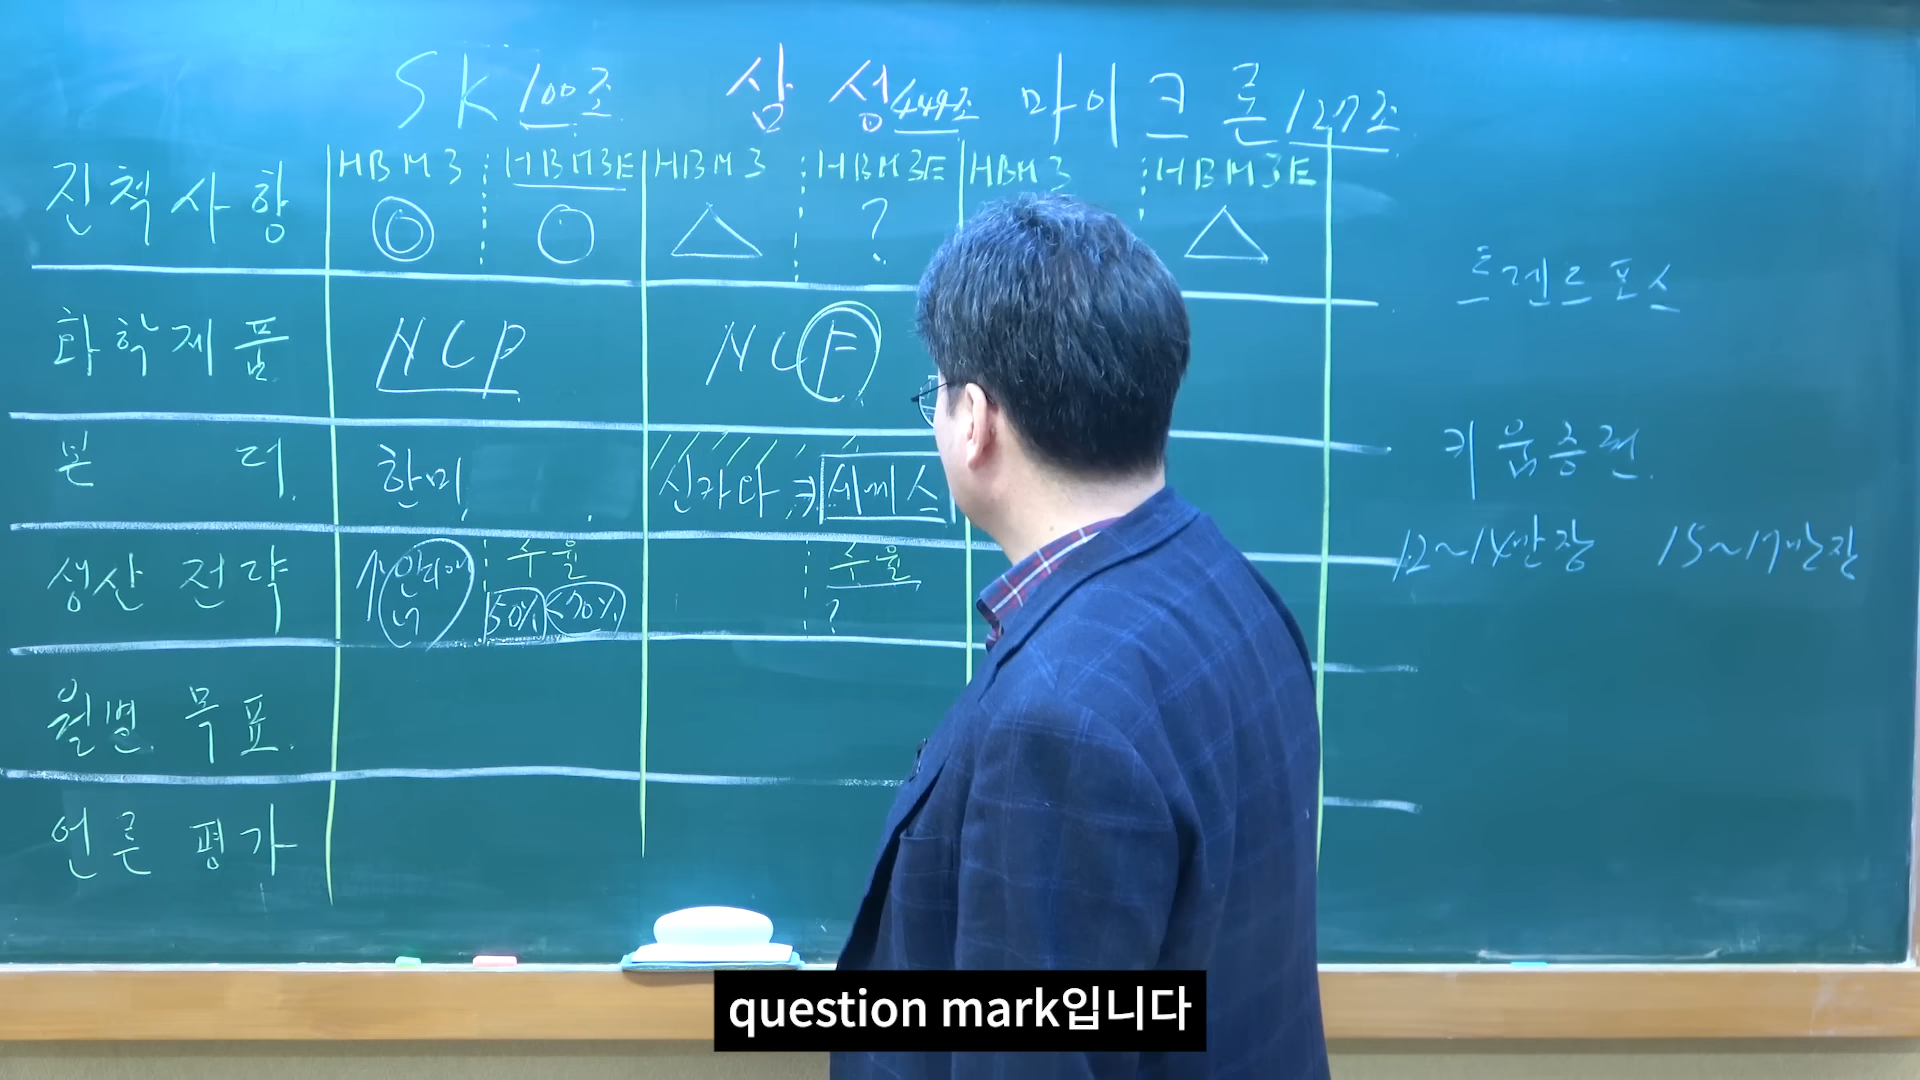 SK 100조 삼성 449조 마이크론 127조
진척사항 HBM3 HBM3E HBM3 HBM3E HBM3 HBM3E
◎ ○ △ ? △
트렌드포스
화학제품 NCP NCF
본더 한미 신카와, 세메스
키움증권
생산전략 수율 수율
50% <70% ?
12~14만장 15~17만장
월별 목표
언론 평가
question mark입니다